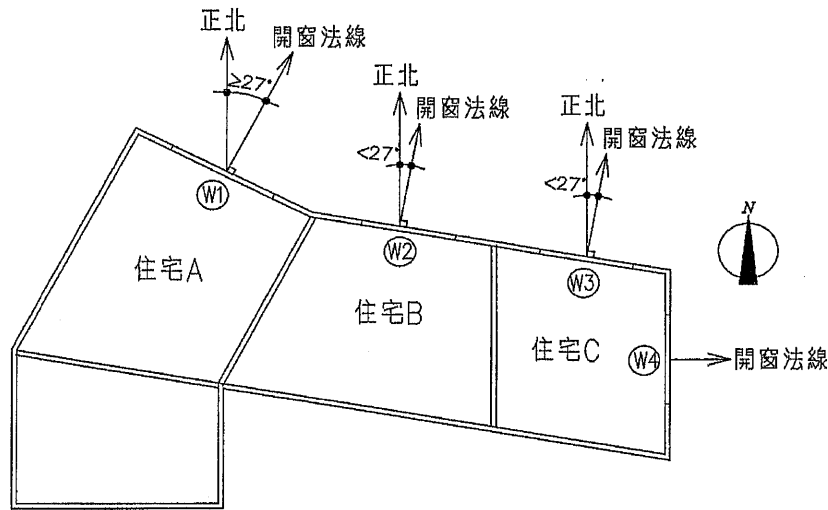 正北
開窗法線
≥27°
正北
開窗法線
<27°
正北
開窗法線
<27°
W1
W2
W3
N
住宅A
住宅B
住宅C
W4
開窗法線